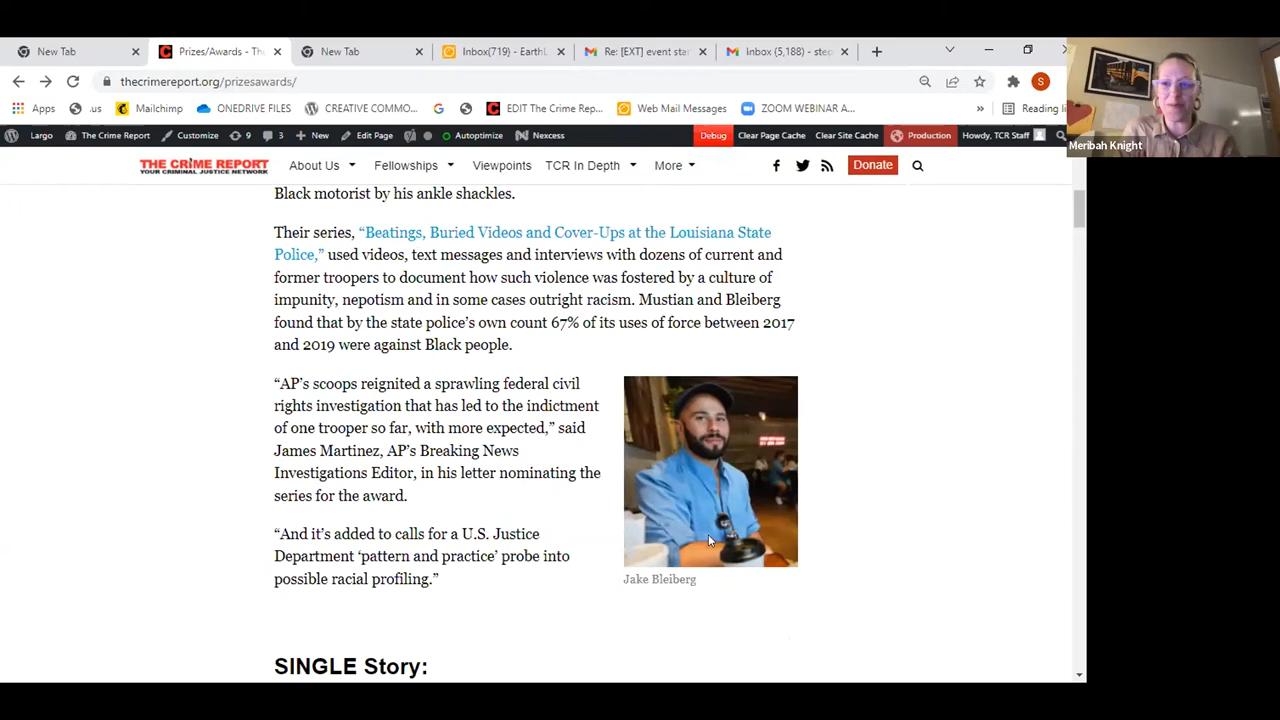 New Tab
Prizes/Awards - The
New Tab
Inbox(719) - EarthL
Re: [EXT] event star
Inbox (5,188) - step
thecrimereport.org/prizesawards/
S
Apps
.us
Mailchimp
ONEDRIVE FILES
CREATIVE COMMO...
EDIT The Crime Rep...
Web Mail Messages
ZOOM WEBINAR A...
»
Reading li
Meribah Knight
Largo
The Crime Report
Customize
9
3
New
Edit Page
Autoptimize
Nexcess
Debug
Clear Page Cache
Clear Site Cache
Production
Howdy, TCR Staff
THE CRIME REPORT
YOUR CRIMINAL JUSTICE NETWORK
About Us
Fellowships
Viewpoints
TCR In Depth
More
Donate
Black motorist by his ankle shackles.
Their series, “Beatings, Buried Videos and Cover-Ups at the Louisiana State
Police,” used videos, text messages and interviews with dozens of current and
former troopers to document how such violence was fostered by a culture of
impunity, nepotism and in some cases outright racism. Mustian and Bleiberg
found that by the state police’s own count 67% of its uses of force between 2017
and 2019 were against Black people.
“AP’s scoops reignited a sprawling federal civil
rights investigation that has led to the indictment
of one trooper so far, with more expected,” said
James Martinez, AP’s Breaking News
Investigations Editor, in his letter nominating the
series for the award.
“And it’s added to calls for a U.S. Justice
Department ‘pattern and practice’ probe into
possible racial profiling.”
Jake Bleiberg
SINGLE Story: